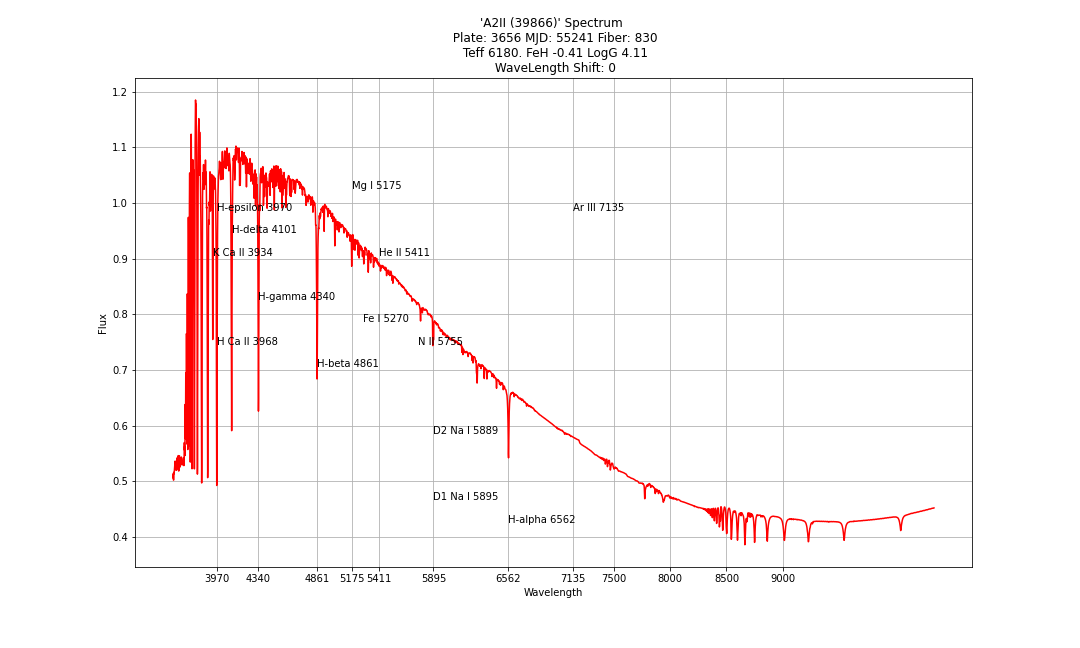 'A2II (39866)' Spectrum
Plate: 3656 MJD: 55241 Fiber: 830
Teff 6180. FeH -0.41 LogG 4.11
WaveLength Shift: 0
1.2
1.1
Mg I 5175
1.0
H-epsilon 3970
Ar III 7135
H-delta 4101
K Ca II 3934
He II 5411
0.9
H-gamma 4340
0.8
Fe I 5270
Flux
H Ca II 3968
N II 5755
0.7
H-beta 4861
0.6
D2 Na I 5889
0.5
D1 Na I 5895
H-alpha 6562
0.4
3970 4340 4861 5175 5411 5895 6562 7135 7500 8000 8500 9000
Wavelength